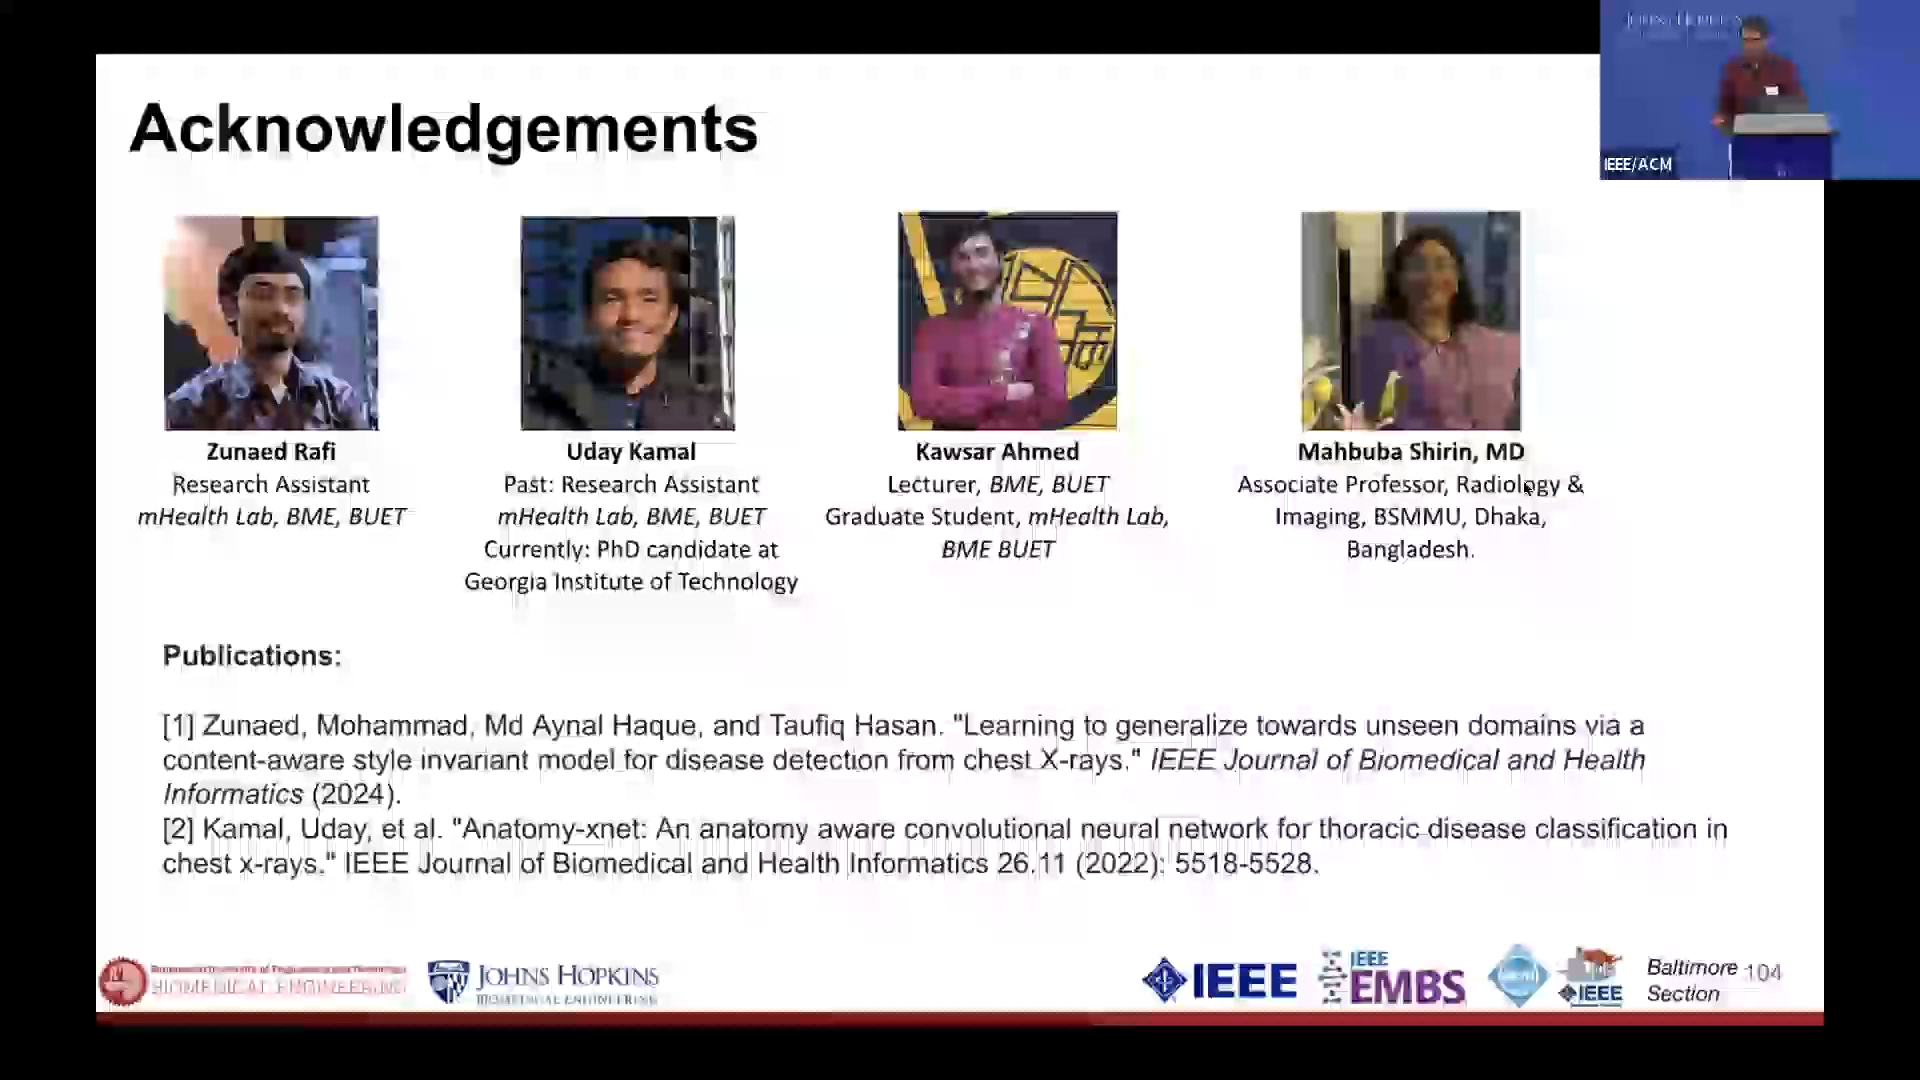 JOHNS HOPKINS
IEEE/ACM
Acknowledgements
Zunaed Rafi
Research Assistant
mHealth Lab, BME, BUET
Uday Kamal
Past: Research Assistant
mHealth Lab, BME, BUET
Currently: PhD candidate at
Georgia Institute of Technology
Kawsar Ahmed
Lecturer, BME, BUET
Graduate Student, mHealth Lab,
BME BUET
Mahbuba Shirin, MD
Associate Professor, Radiology &
Imaging, BSMMU, Dhaka,
Bangladesh.
Publications:
[1] Zunaed, Mohammad, Md Aynal Haque, and Taufiq Hasan. "Learning to generalize towards unseen domains via a
content-aware style invariant model for disease detection from chest X-rays." IEEE Journal of Biomedical and Health
Informatics (2024).
[2] Kamal, Uday, et al. "Anatomy-xnet: An anatomy aware convolutional neural network for thoracic disease classification in
chest x-rays." IEEE Journal of Biomedical and Health Informatics 26.11 (2022): 5518-5528.
BIOMEDICAL ENGINEERING
JOHNS HOPKINS
BIOMEDICAL ENGINEERING
IEEE
IEEE
EMBS
IEEE
Baltimore
Section
104